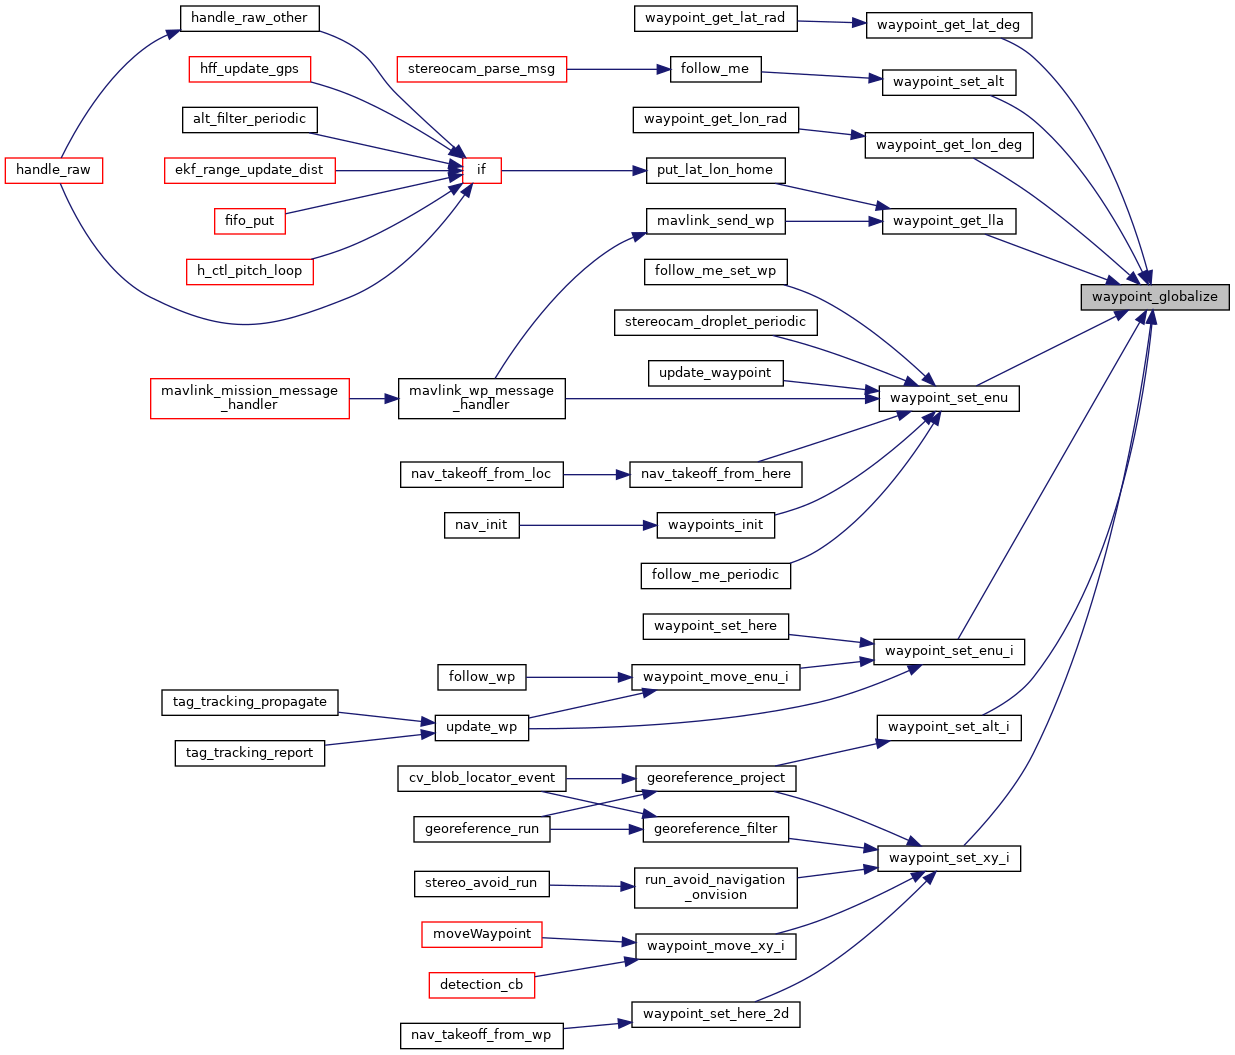 handle_raw_other
waypoint_get_lat_rad
waypoint_get_lat_deg
hff_update_gps
stereocam_parse_msg
follow_me
waypoint_set_alt
alt_filter_periodic
waypoint_get_lon_rad
waypoint_get_lon_deg
handle_raw
ekf_range_update_dist
if
put_lat_lon_home
fifo_put
mavlink_send_wp
waypoint_get_lla
h_ctl_pitch_loop
follow_me_set_wp
waypoint_globalize
stereocam_droplet_periodic
update_waypoint
mavlink_mission_message
_handler
mavlink_wp_message
_handler
waypoint_set_enu
nav_takeoff_from_loc
nav_takeoff_from_here
nav_init
waypoints_init
follow_me_periodic
waypoint_set_here
waypoint_set_enu_i
follow_wp
waypoint_move_enu_i
tag_tracking_propagate
update_wp
waypoint_set_alt_i
tag_tracking_report
cv_blob_locator_event
georeference_project
georeference_run
georeference_filter
waypoint_set_xy_i
stereo_avoid_run
run_avoid_navigation
_onvision
moveWaypoint
waypoint_move_xy_i
detection_cb
waypoint_set_here_2d
nav_takeoff_from_wp